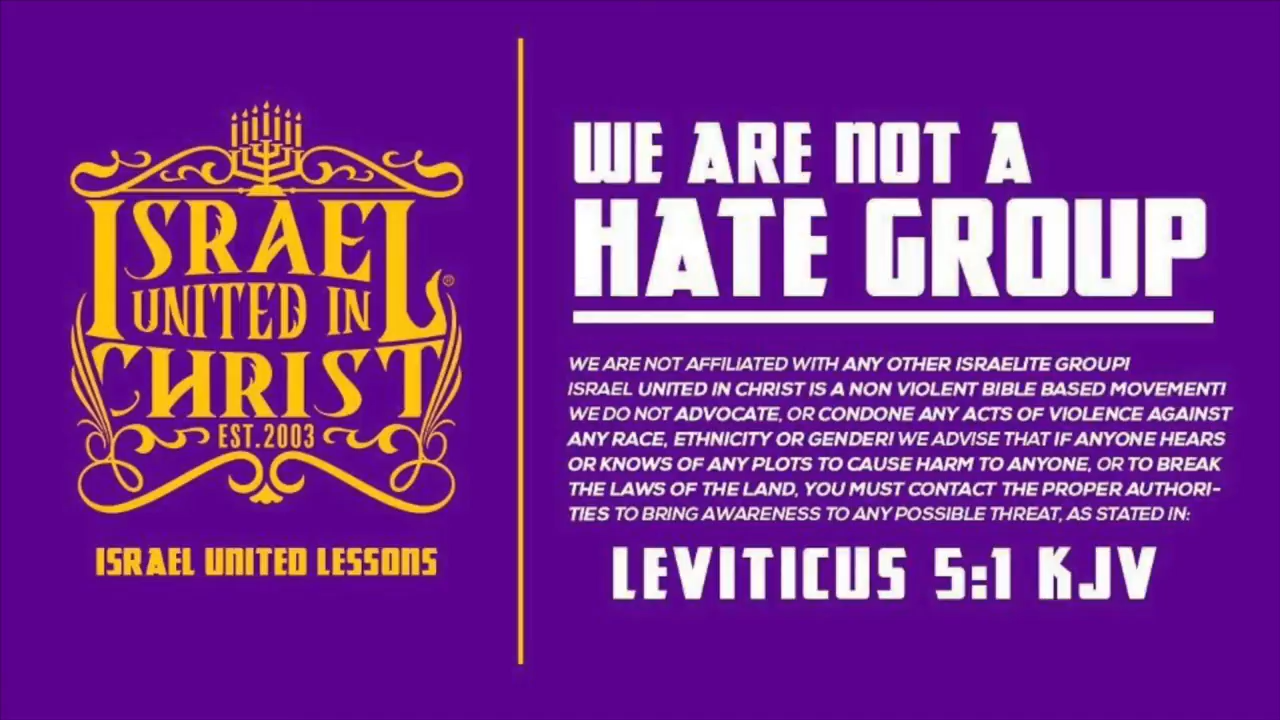 ISRAEL
UNITED IN
CHRIST
EST.2003
ISRAEL UNITED LESSONS
WE ARE NOT A
HATE GROUP
WE ARE NOT AFFILIATED WITH ANY OTHER ISRAELITE GROUP!
ISRAEL UNITED IN CHRIST IS A NON VIOLENT BIBLE BASED MOVEMENT!
WE DO NOT ADVOCATE, OR CONDONE ANY ACTS OF VIOLENCE AGAINST
ANY RACE, ETHNICITY OR GENDER! WE ADVISE THAT IF ANYONE HEARS
OR KNOWS OF ANY PLOTS TO CAUSE HARM TO ANYONE, OR TO BREAK
THE LAWS OF THE LAND, YOU MUST CONTACT THE PROPER AUTHORI-
TIES TO BRING AWARENESS TO ANY POSSIBLE THREAT, AS STATED IN:
LEVITICUS 5:1 KJV